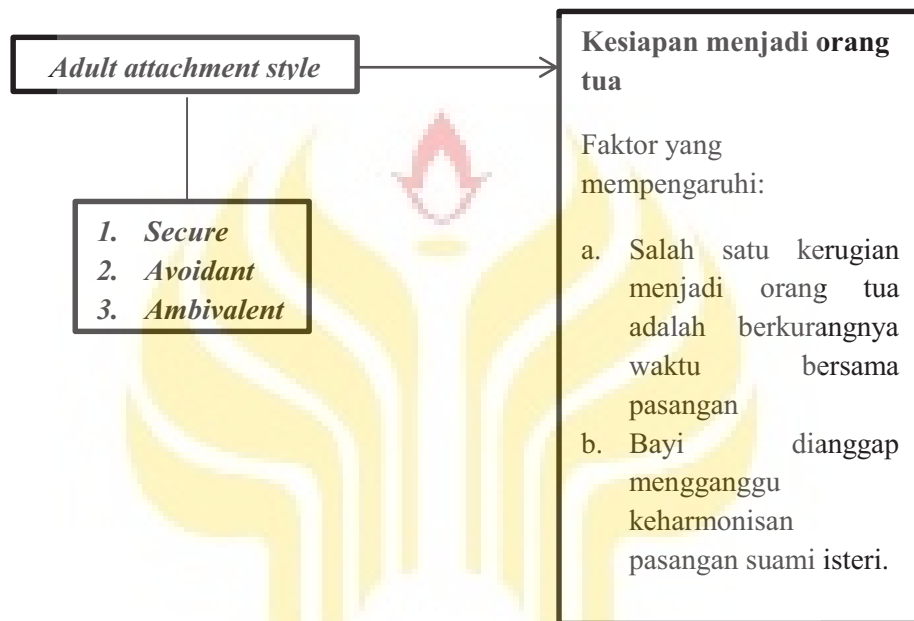 Adult attachment style
1. Secure
2. Avoidant
3. Ambivalent
Kesiapan menjadi orang
tua
Faktor yang
mempengaruhi:
a. Salah satu kerugian
menjadi orang tua
adalah berkurangnya
waktu bersama
pasangan
b. Bayi dianggap
mengganggu
keharmonisan
pasangan suami isteri.